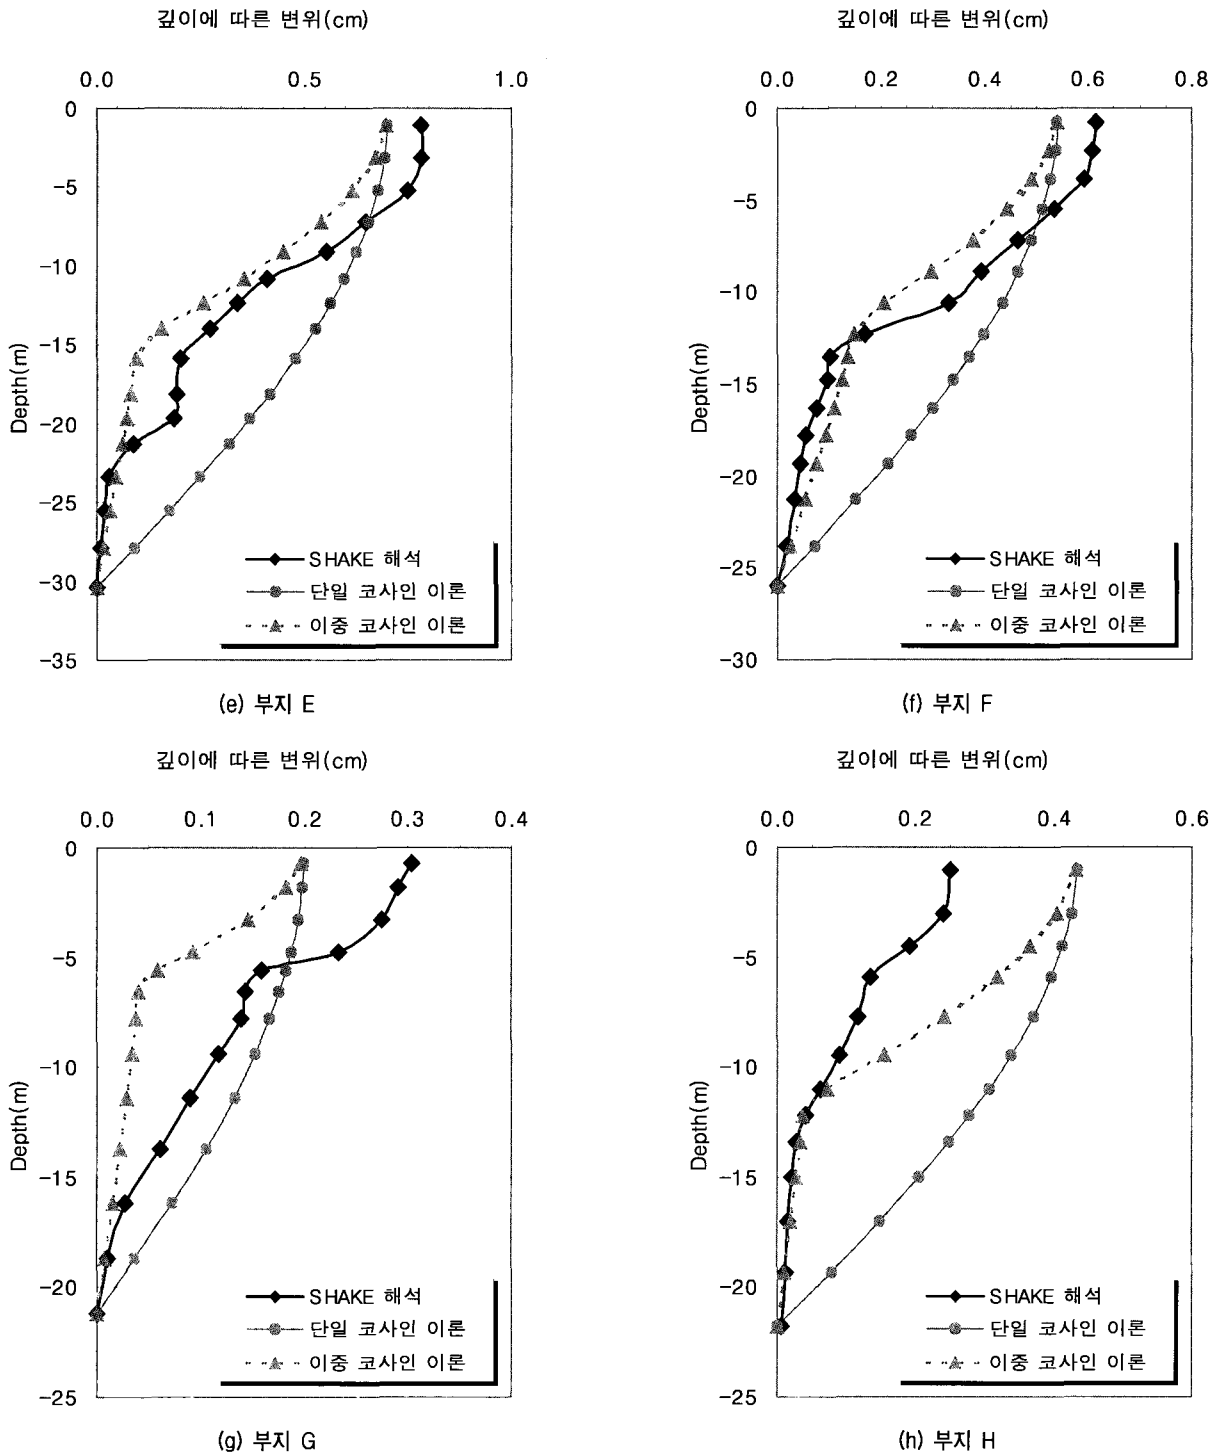 깊이에 따른 변위(cm)
0.0 0.5 1.0
0
−5
−10
−15
−20
−25
−30
−35
Depth(m)
SHAKE 해석
단일 코사인 이론
이중 코사인 이론
(e) 부지 E
깊이에 따른 변위(cm)
0.0 0.2 0.4 0.6 0.8
0
−5
−10
−15
−20
−25
−30
Depth(m)
SHAKE 해석
단일 코사인 이론
이중 코사인 이론
(f) 부지 F
깊이에 따른 변위(cm)
0.0 0.1 0.2 0.3 0.4
0
−5
−10
−15
−20
−25
Depth(m)
SHAKE 해석
단일 코사인 이론
이중 코사인 이론
(g) 부지 G
깊이에 따른 변위(cm)
0.0 0.2 0.4 0.6
0
−5
−10
−15
−20
−25
Depth(m)
SHAKE 해석
단일 코사인 이론
이중 코사인 이론
(h) 부지 H